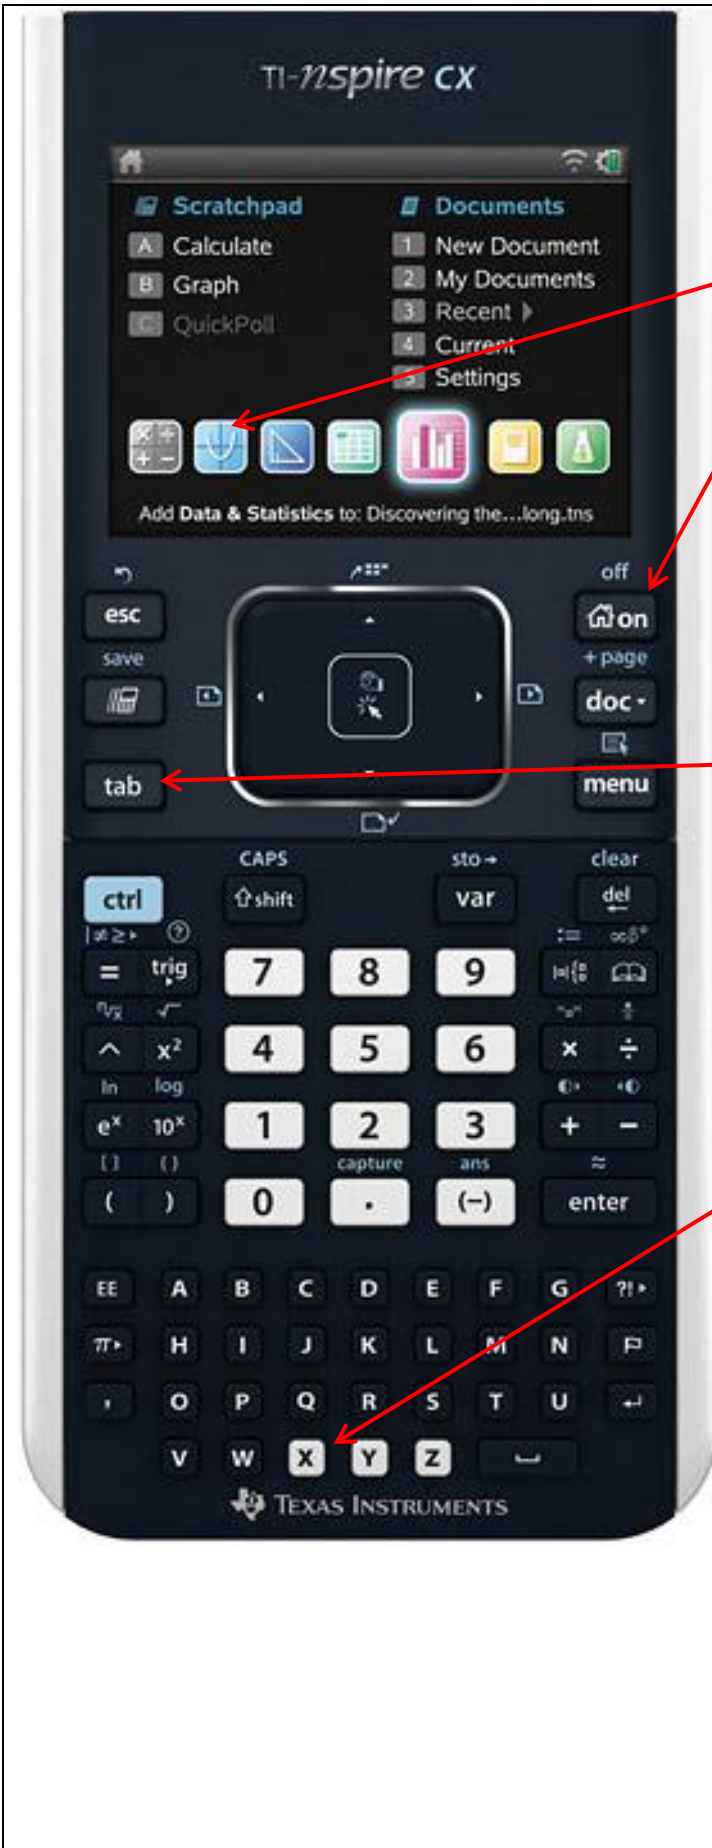 TI-nspire cx
Scratchpad
Documents
A Calculate
1 New Document
B Graph
2 My Documents
C QuickPoll
3 Recent
4 Current
5 Settings
Add Data & Statistics to: Discovering the...long.tns
off
esc
on
save
+ page
doc
tab
menu
CAPS
sto→
clear
ctrl
⇧shift
var
del
| ≠ ≥ ▸ ?
:= ∞β°
= trig 7 8 9
ⁿ√x √
"□"
^ x² 4 5 6 × ÷
ln log
eˣ 10ˣ 1 2 3 + −
[ ] { }
capture
ans
≈
( ) 0 . (−) enter
EE A B C D E F G ?!▸
π▸ H I J K L M N
, O P Q R S T U ↵
V W X Y Z
TEXAS INSTRUMENTS